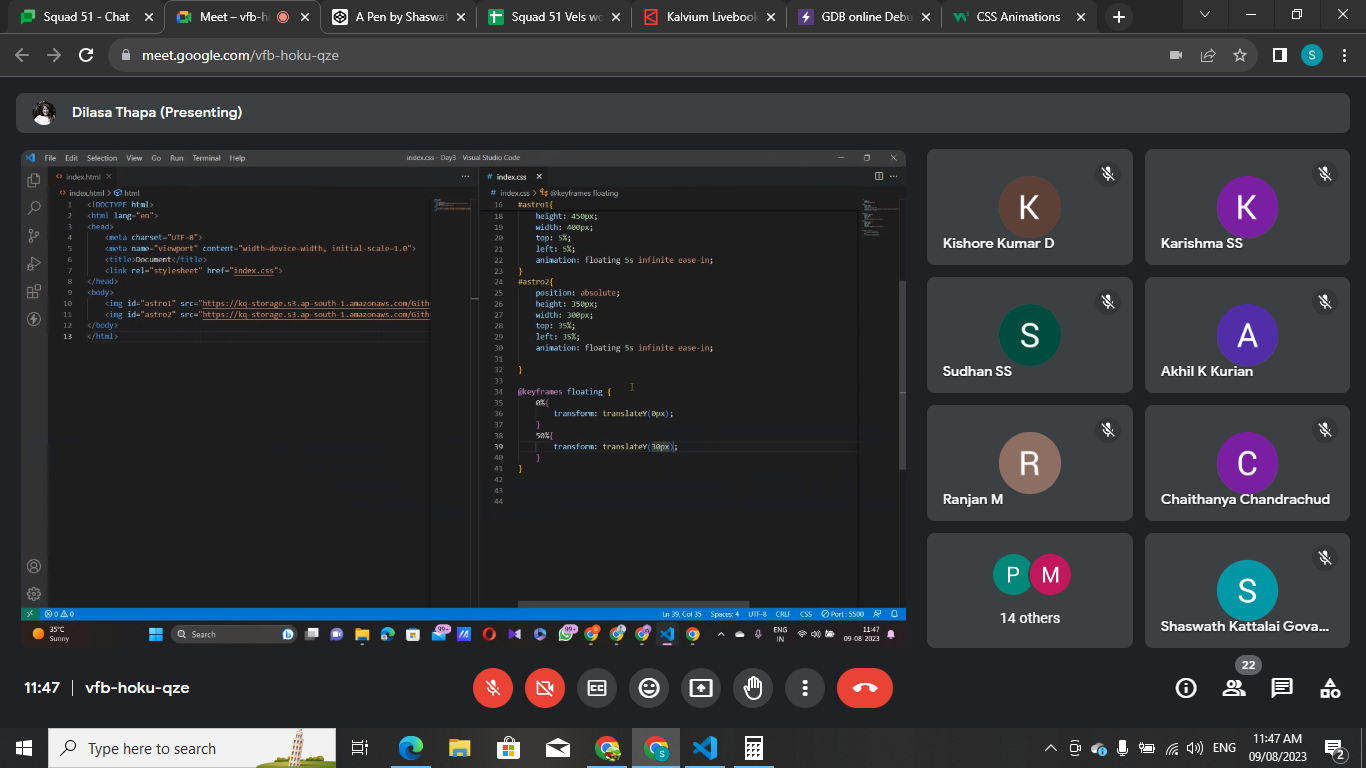 Squad 51 - Chat
Meet – vfb-h
A Pen by Shaswat
Squad 51 Vels wo
Kalvium Livebook
GDB online Debu
CSS Animations
meet.google.com/vfb-hoku-qze
S
Dilasa Thapa (Presenting)
File Edit Selection View Go Run Terminal Help
index.css - Day3 - Visual Studio Code
index.html
index.html > html
1 <!DOCTYPE html>
2 <html lang="en">
3 <head>
4 <meta charset="UTF-8">
5 <meta name="viewport" content="width=device-width, initial-scale=1.0">
6 <title>Document</title>
7 <link rel="stylesheet" href="index.css">
8 </head>
9 <body>
10 <img id="astro1" src="https://kq-storage.s3.ap-south-1.amazonaws.com/Gith
11 <img id="astro2" src="https://kq-storage.s3.ap-south-1.amazonaws.com/Gith
12 </body>
13 </html>
# index.css
# index.css > @keyframes floating
16 #astro1{
18 height: 450px;
19 width: 400px;
20 top: 5%;
21 left: 5%;
22 animation: floating 5s infinite ease-in;
23 }
24 #astro2{
25 position: absolute;
26 height: 350px;
27 width: 300px;
28 top: 35%;
29 left: 35%;
30 animation: floating 5s infinite ease-in;
31
32 }
33
34 @keyframes floating {
35 0%{
36 transform: translateY(0px);
37 }
38 50%{
39 transform: translateY(30px);
40 }
41 }
42
43
44
0 0
Ln 39, Col 35 Spaces: 4 UTF-8 CRLF CSS Port : 5500
35°C
Sunny
Search
99+
99+
ENG
IN
11:47
09-08-2023
K
Kishore Kumar D
K
Karishma SS
S
Sudhan SS
A
Akhil K Kurian
R
Ranjan M
C
Chaithanya Chandrachud
P M
14 others
S
Shaswath Kattalai Gova...
11:47 | vfb-hoku-qze
22
Type here to search
ENG
11:47 AM
09/08/2023
2